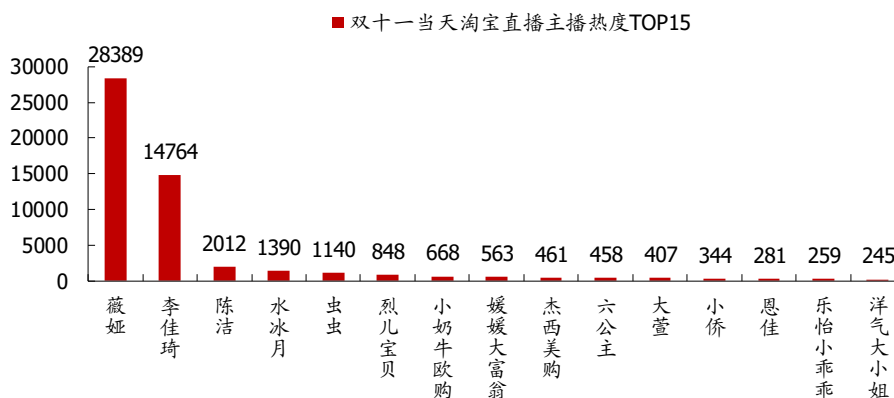 双十一当天淘宝直播主播热度TOP15
30000
25000
20000
15000
10000
5000
0
28389
14764
2012
1390
1140
848
668
563
461
458
407
344
281
259
245
薇娅
李佳琦
陈洁
水冰月
虫虫
烈儿宝贝
小奶牛欧购
媛媛大富翁
杰西美购
六公主
大萱
小侨
恩佳
乐怡小乖乖
洋气大小姐